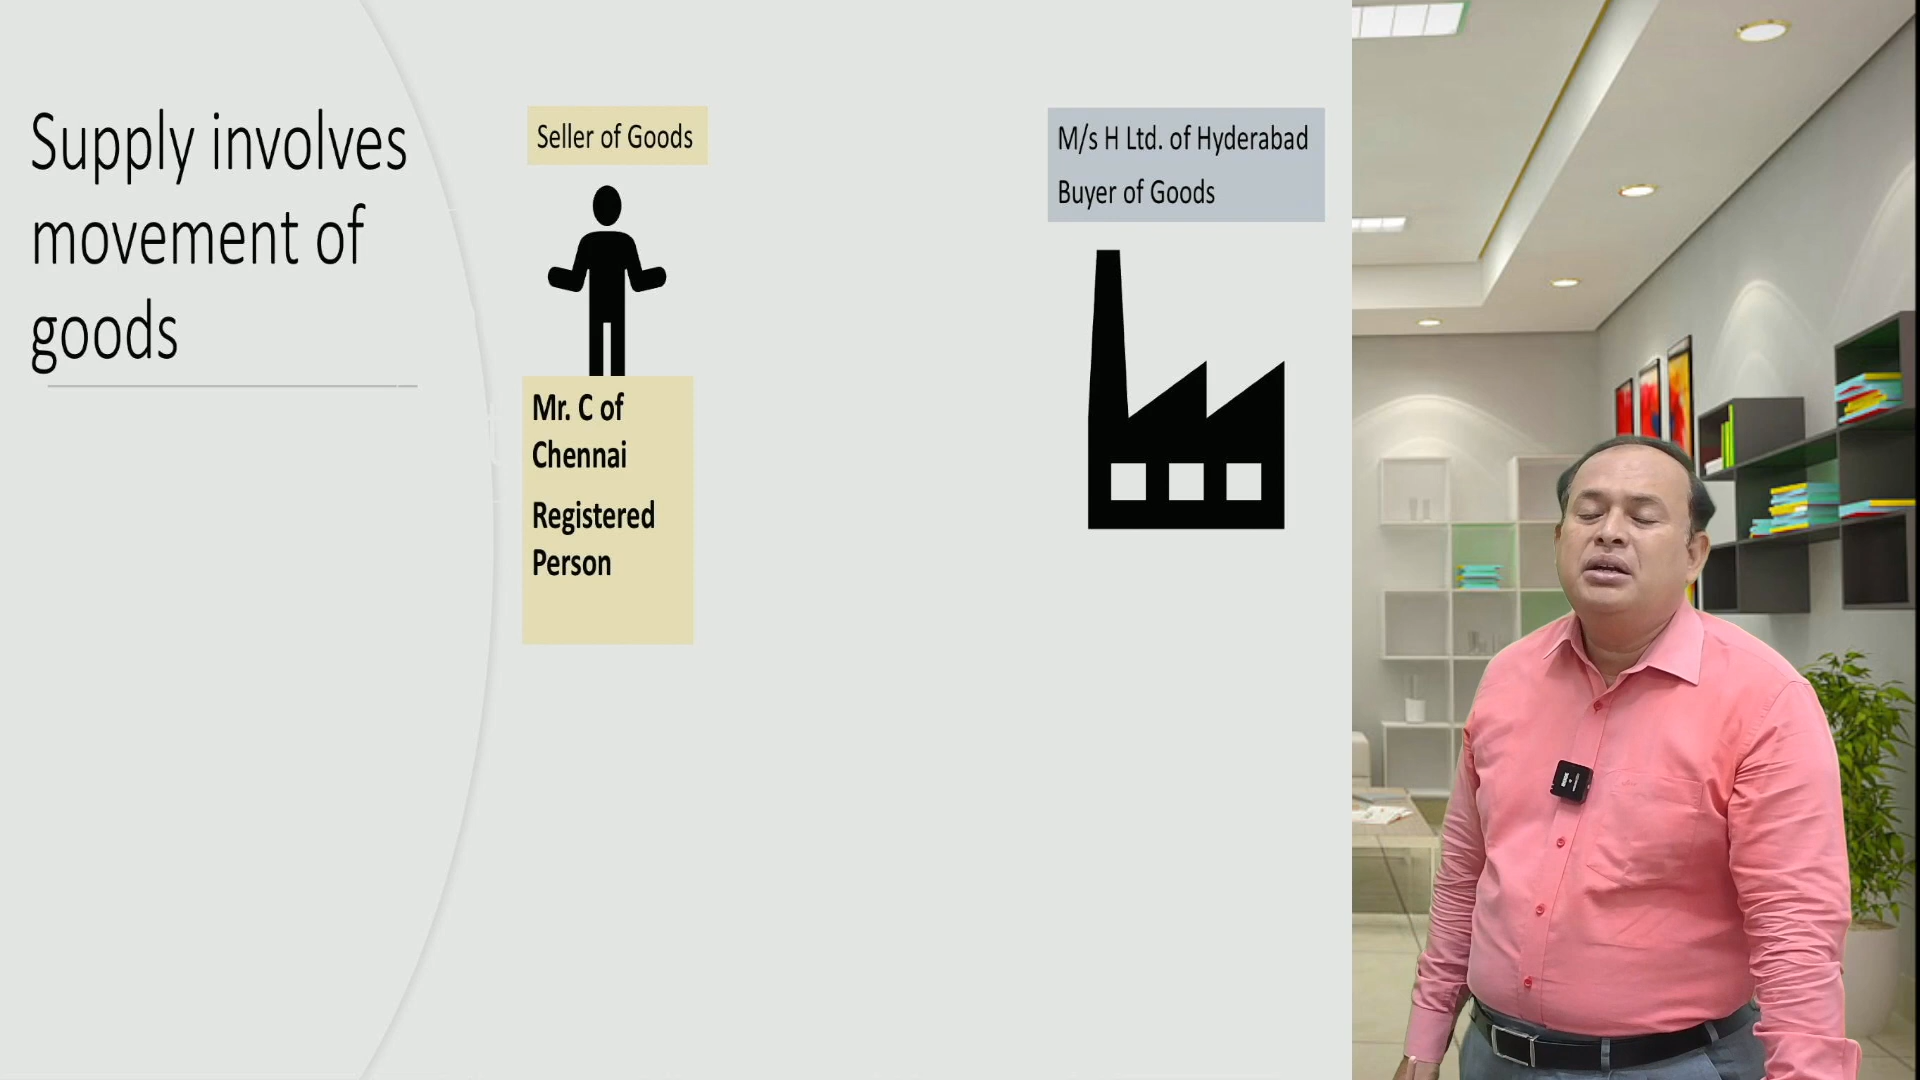 Supply involves
movement of
goods
Seller of Goods
Mr. C of
Chennai
Registered
Person
M/s H Ltd. of Hyderabad
Buyer of Goods